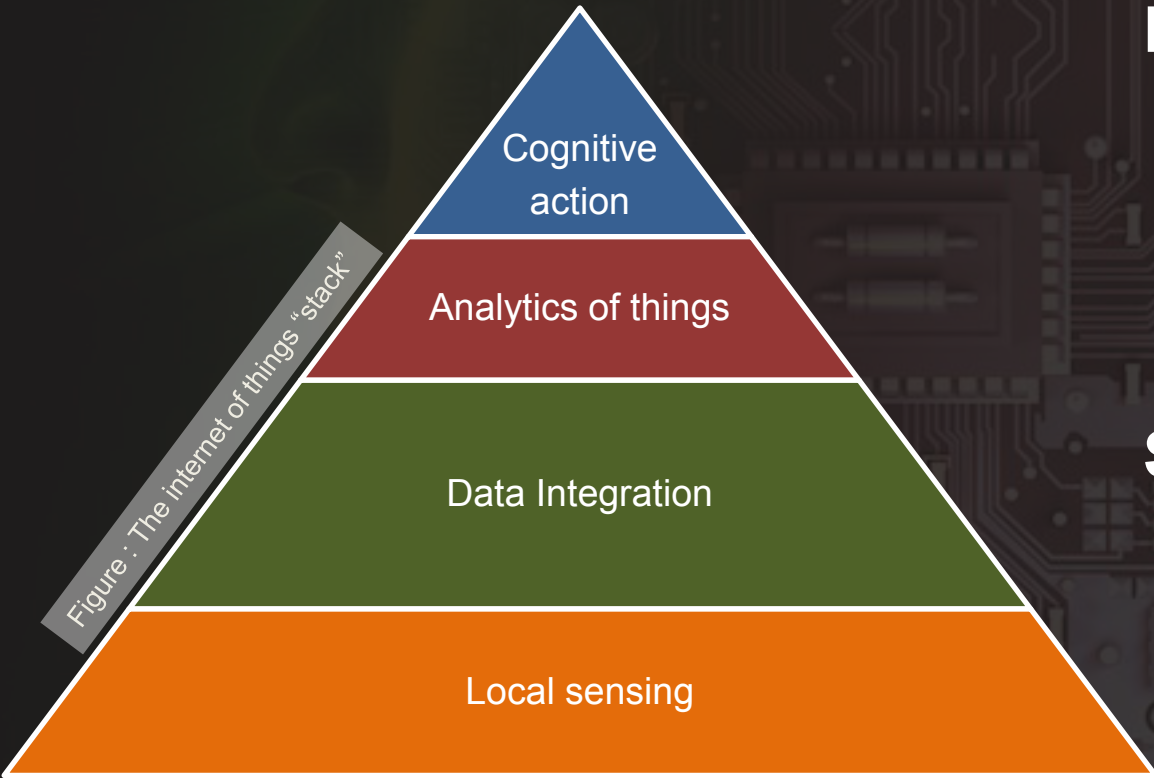 Cognitive
action
Analytics of things
Figure : The internet of things “stack”
Data Integration
Local sensing